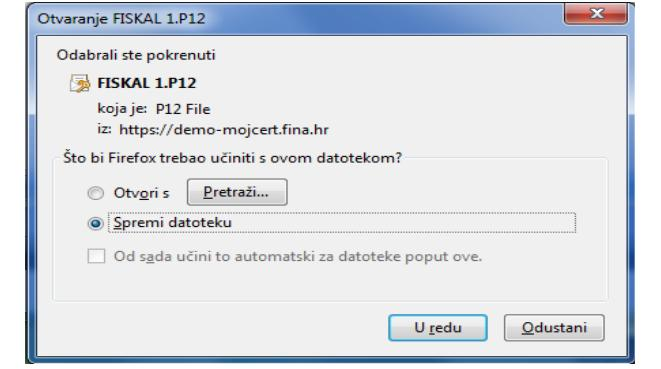 Otvaranje FISKAL 1.P12
Odabrali ste pokrenuti
FISKAL 1.P12
koja je: P12 File
iz: https://demo-mojcert.fina.hr
Što bi Firefox trebao učiniti s ovom datotekom?
Otvori s Pretraži...
Spremi datoteku
Od sada učini to automatski za datoteke poput ove.
U redu Odustani